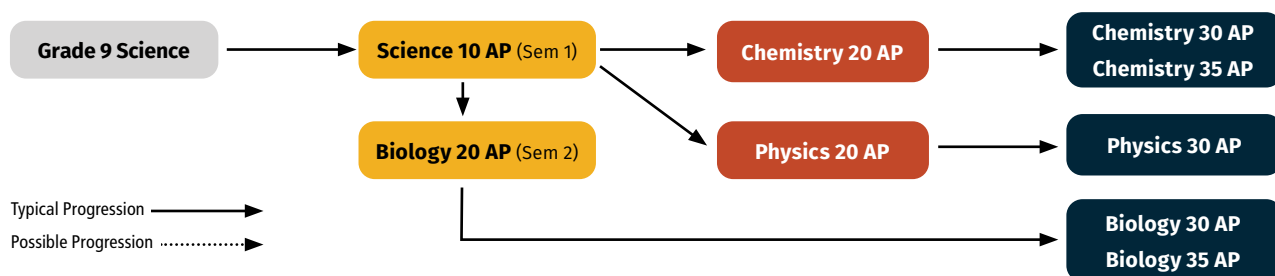 Grade 9 Science
Science 10 AP (Sem 1)
Chemistry 20 AP
Chemistry 30 AP
Chemistry 35 AP
Biology 20 AP (Sem 2)
Physics 20 AP
Physics 30 AP
Typical Progression
Possible Progression
Biology 30 AP
Biology 35 AP